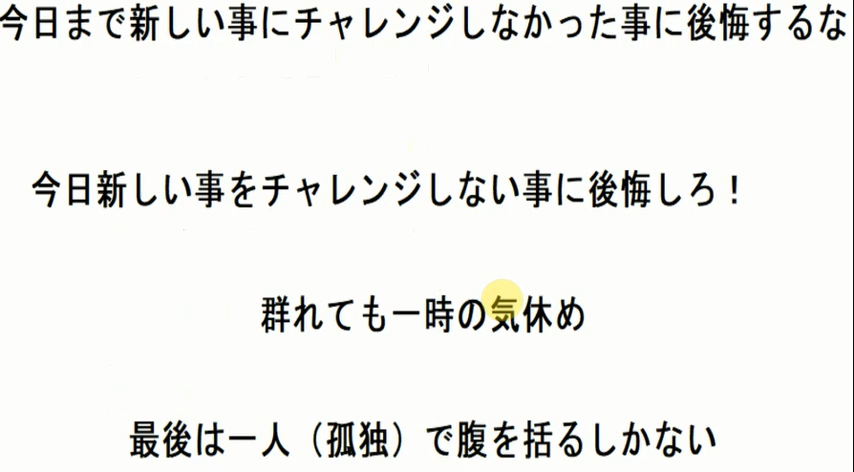 今日まで新しい事にチャレンジしなかった事に後悔するな
今日新しい事をチャレンジしない事に後悔しろ！
群れても一時の気休め
最後は一人（孤独）で腹を括るしかない